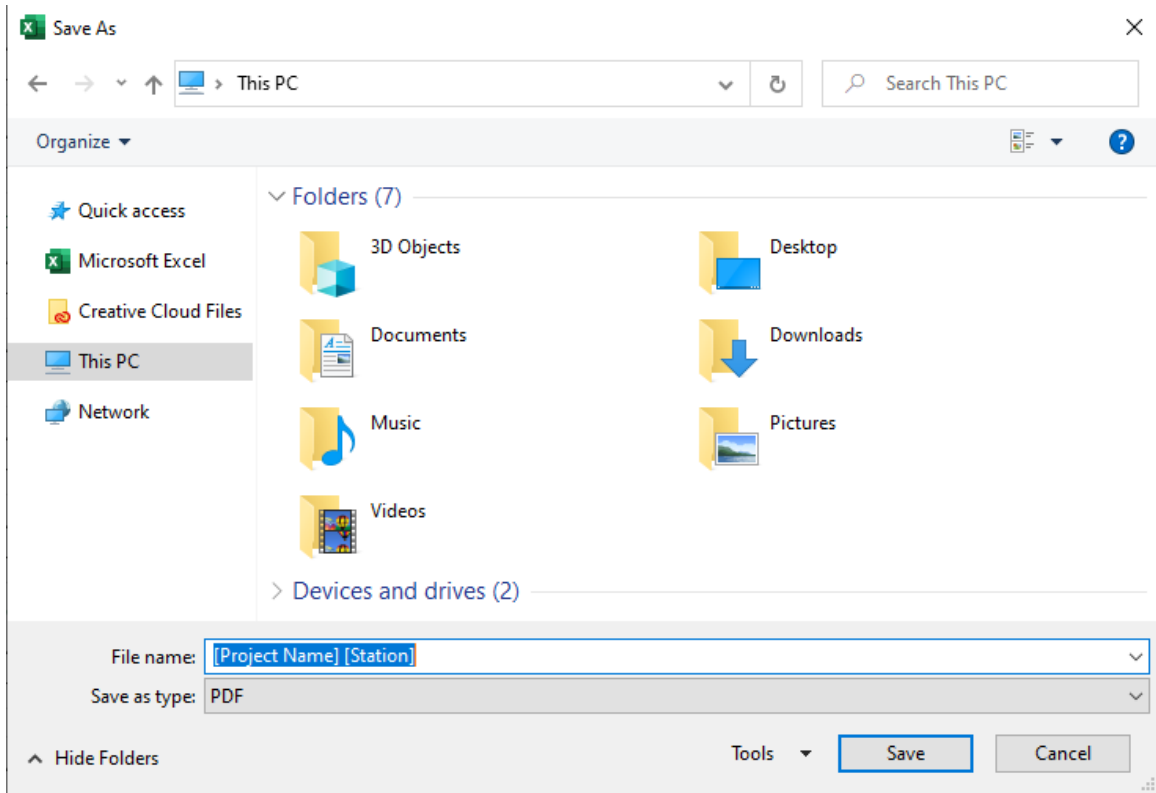 Save As
This PC
Search This PC
Organize
Quick access
Microsoft Excel
Creative Cloud Files
This PC
Network
Folders (7)
3D Objects
Desktop
Documents
Downloads
Music
Pictures
Videos
Devices and drives (2)
File name: [Project Name] [Station]
Save as type: PDF
Hide Folders
Tools
Save
Cancel